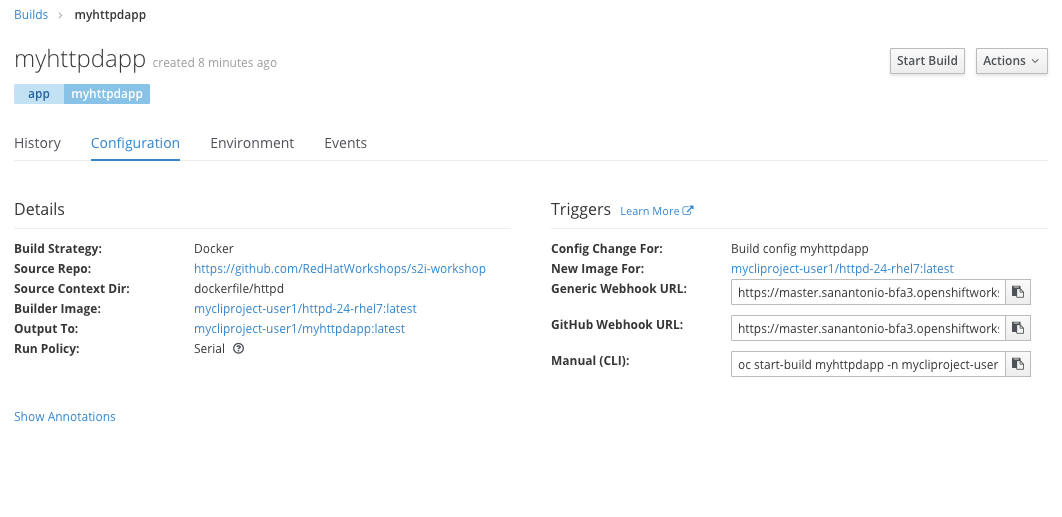 Builds > myhttpdapp
myhttpdapp created 8 minutes ago
Start Build
Actions
app myhttpdapp
History Configuration Environment Events
Details
Build Strategy: Docker
Source Repo: https://github.com/RedHatWorkshops/s2i-workshop
Source Context Dir: dockerfile/httpd
Builder Image: mycliproject-user1/httpd-24-rhel7:latest
Output To: mycliproject-user1/myhttpdapp:latest
Run Policy: Serial
Show Annotations
Triggers Learn More
Config Change For: Build config myhttpdapp
New Image For: mycliproject-user1/httpd-24-rhel7:latest
Generic Webhook URL: https://master.sanantonio-bfa3.openshiftworks
GitHub Webhook URL: https://master.sanantonio-bfa3.openshiftworks
Manual (CLI): oc start-build myhttpdapp -n mycliproject-user